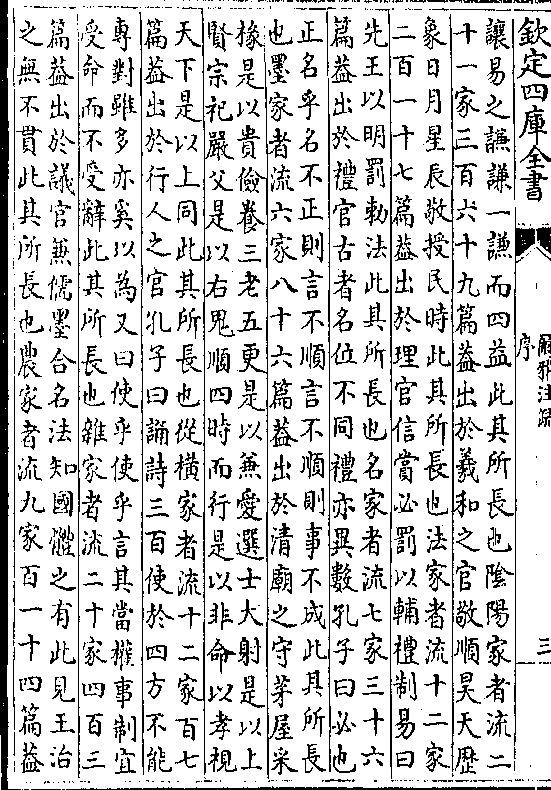 欽定四庫全書
爾雅注疏
序
三
讓易之謙謙一謙而四益此其所長也陰陽家者流二
十一家三百六十九篇葢出於羲和之官敬順昊天歴
象日月星辰敬授民時此其所長也法家者流十二家
二百一十七篇葢出於理官信賞必罰以輔禮制易曰
先王以明罰勅法此其所長也名家者流七家三十六
篇葢出於禮官古者名位不同禮亦異數孔子曰必也
正名乎名不正則言不順言不順則事不成此其所長
也墨家者流六家八十六篇葢出於清廟之守茅屋采
椽是以貴儉養三老五更是以兼愛選士大射是以上
賢宗祀嚴父是以右鬼順四時而行是以非命以孝視
天下是以上同此其所長也從橫家者流十二家百七
篇葢出於行人之官孔子曰誦詩三百使於四方不能
專對雖多亦奚以為又曰使乎使乎言其當權事制宜
受命而不受辭此其所長也雜家者流二十家四百三
篇葢出於議官兼儒墨合名法知國體之有此見王治
之無不貫此其所長也農家者流九家百一十四篇葢